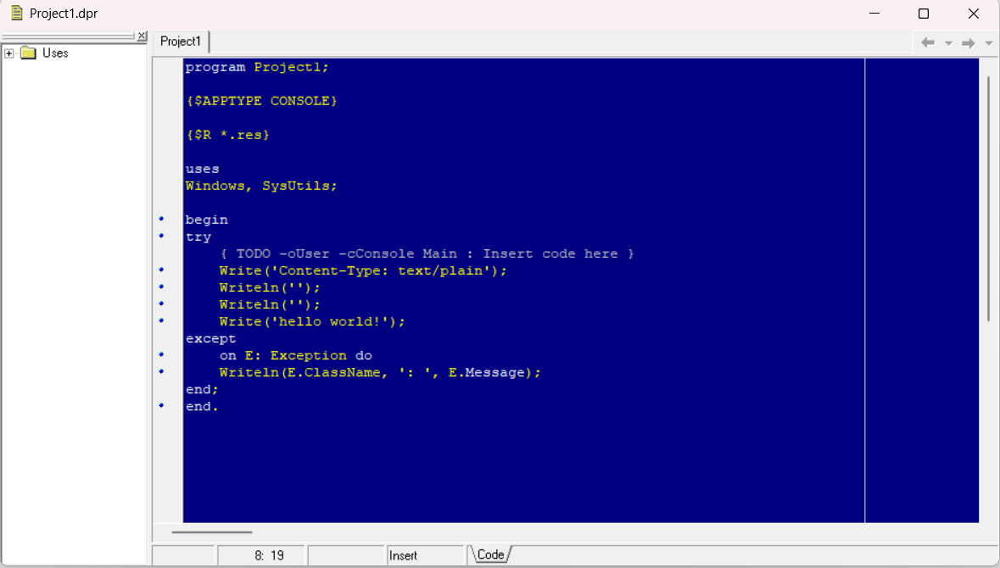 Project1.dpr
Project1
Uses
program Project1;
{$APPTYPE CONSOLE}
{$R *.res}
uses
Windows, SysUtils;
begin
try
{ TODO -oUser -cConsole Main : Insert code here }
Write('Content-Type: text/plain');
Writeln('');
Writeln('');
Write('hello world!');
except
on E: Exception do
Writeln(E.ClassName, ': ', E.Message);
end;
end.
8: 19
Insert
Code